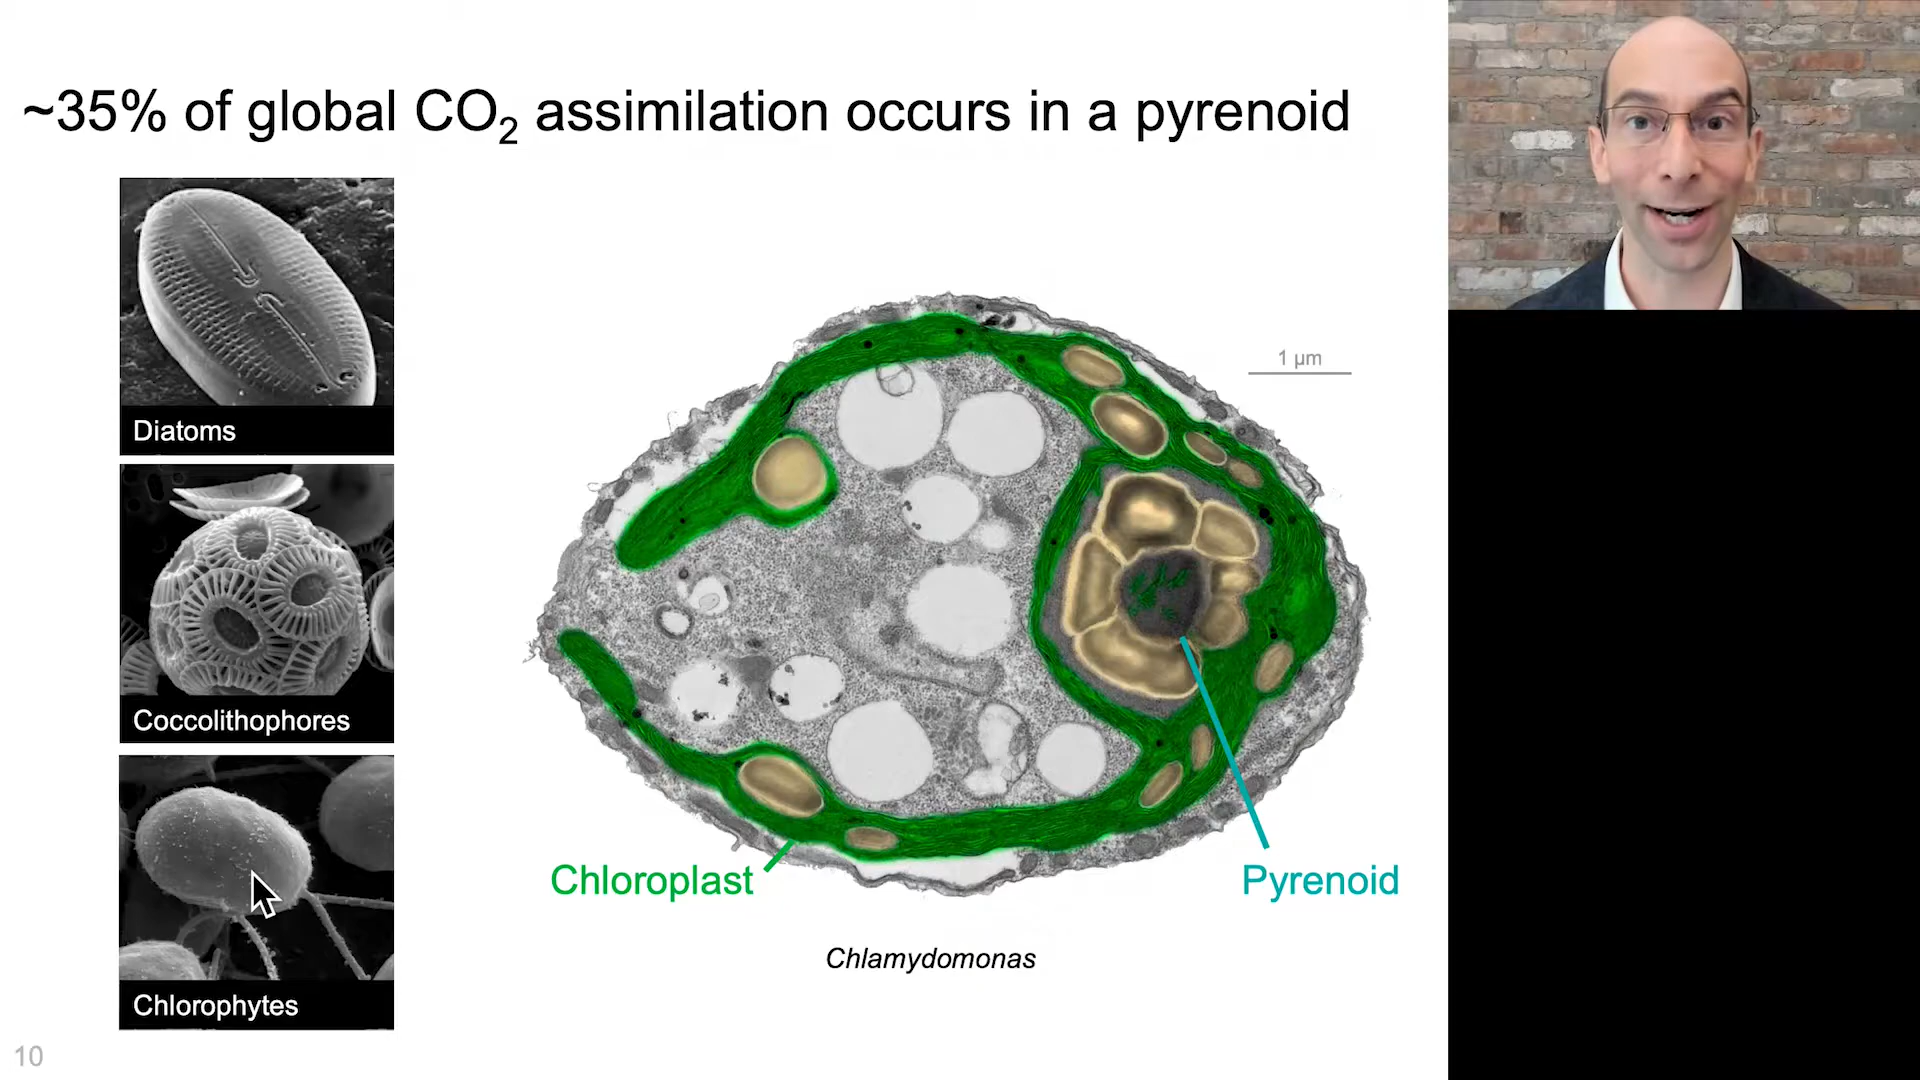 ~35% of global CO₂ assimilation occurs in a pyrenoid
Diatoms
Coccolithophores
Chlorophytes
1 µm
Chloroplast
Pyrenoid
Chlamydomonas
10